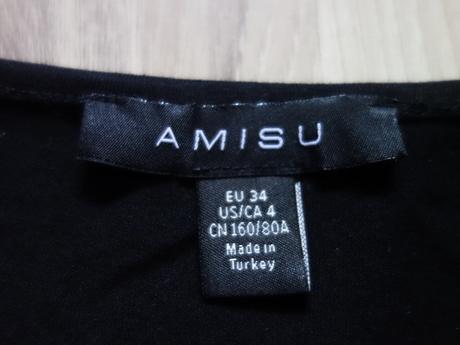 AMISU
EU 34
US/CA 4
CN 160/80A
Made in
Turkey